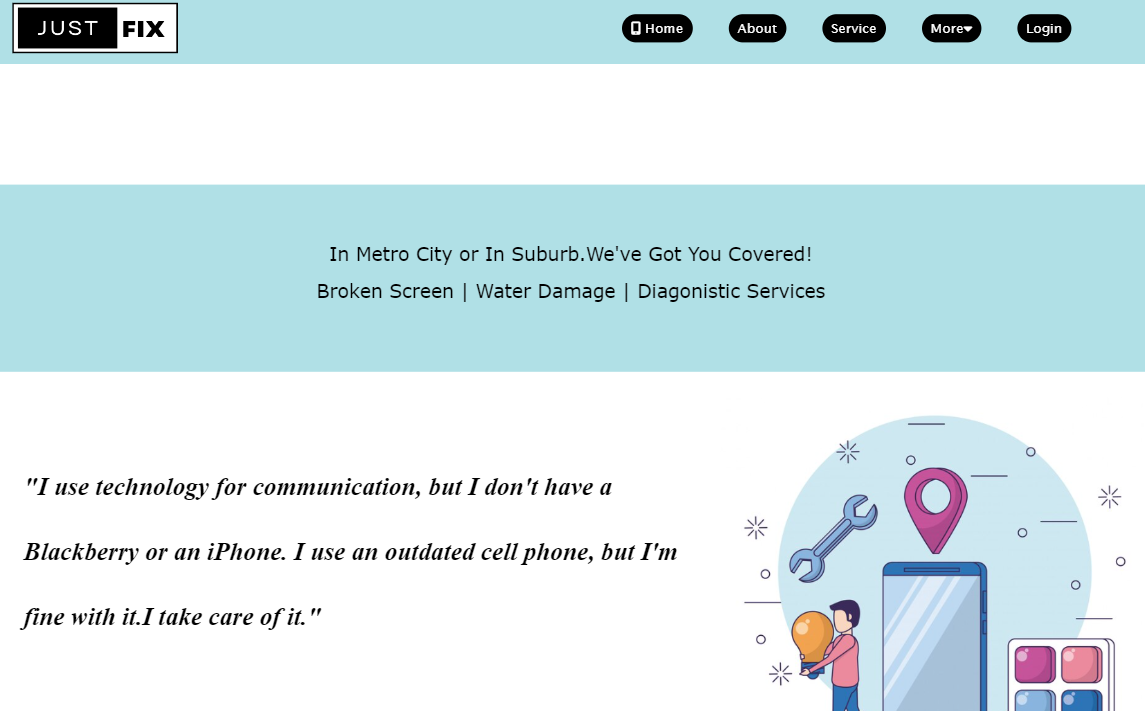 JUST FIX
Home About Service More Login
In Metro City or In Suburb.We've Got You Covered!
Broken Screen | Water Damage | Diagonistic Services
"I use technology for communication, but I don't have a
Blackberry or an iPhone. I use an outdated cell phone, but I'm
fine with it.I take care of it."